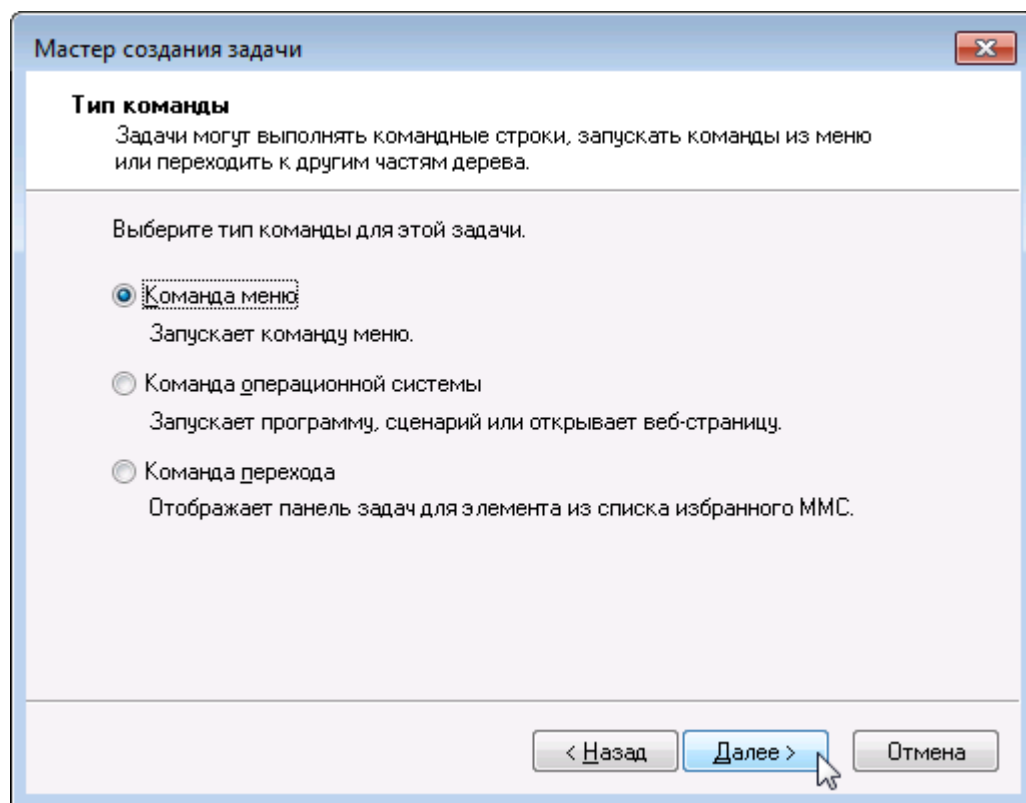 Мастер создания задачи
Тип команды
Задачи могут выполнять командные строки, запускать команды из меню
или переходить к другим частям дерева.
Выберите тип команды для этой задачи.
Команда меню
Запускает команду меню.
Команда операционной системы
Запускает программу, сценарий или открывает веб-страницу.
Команда перехода
Отображает панель задач для элемента из списка избранного MMC.
< Назад Далее > Отмена